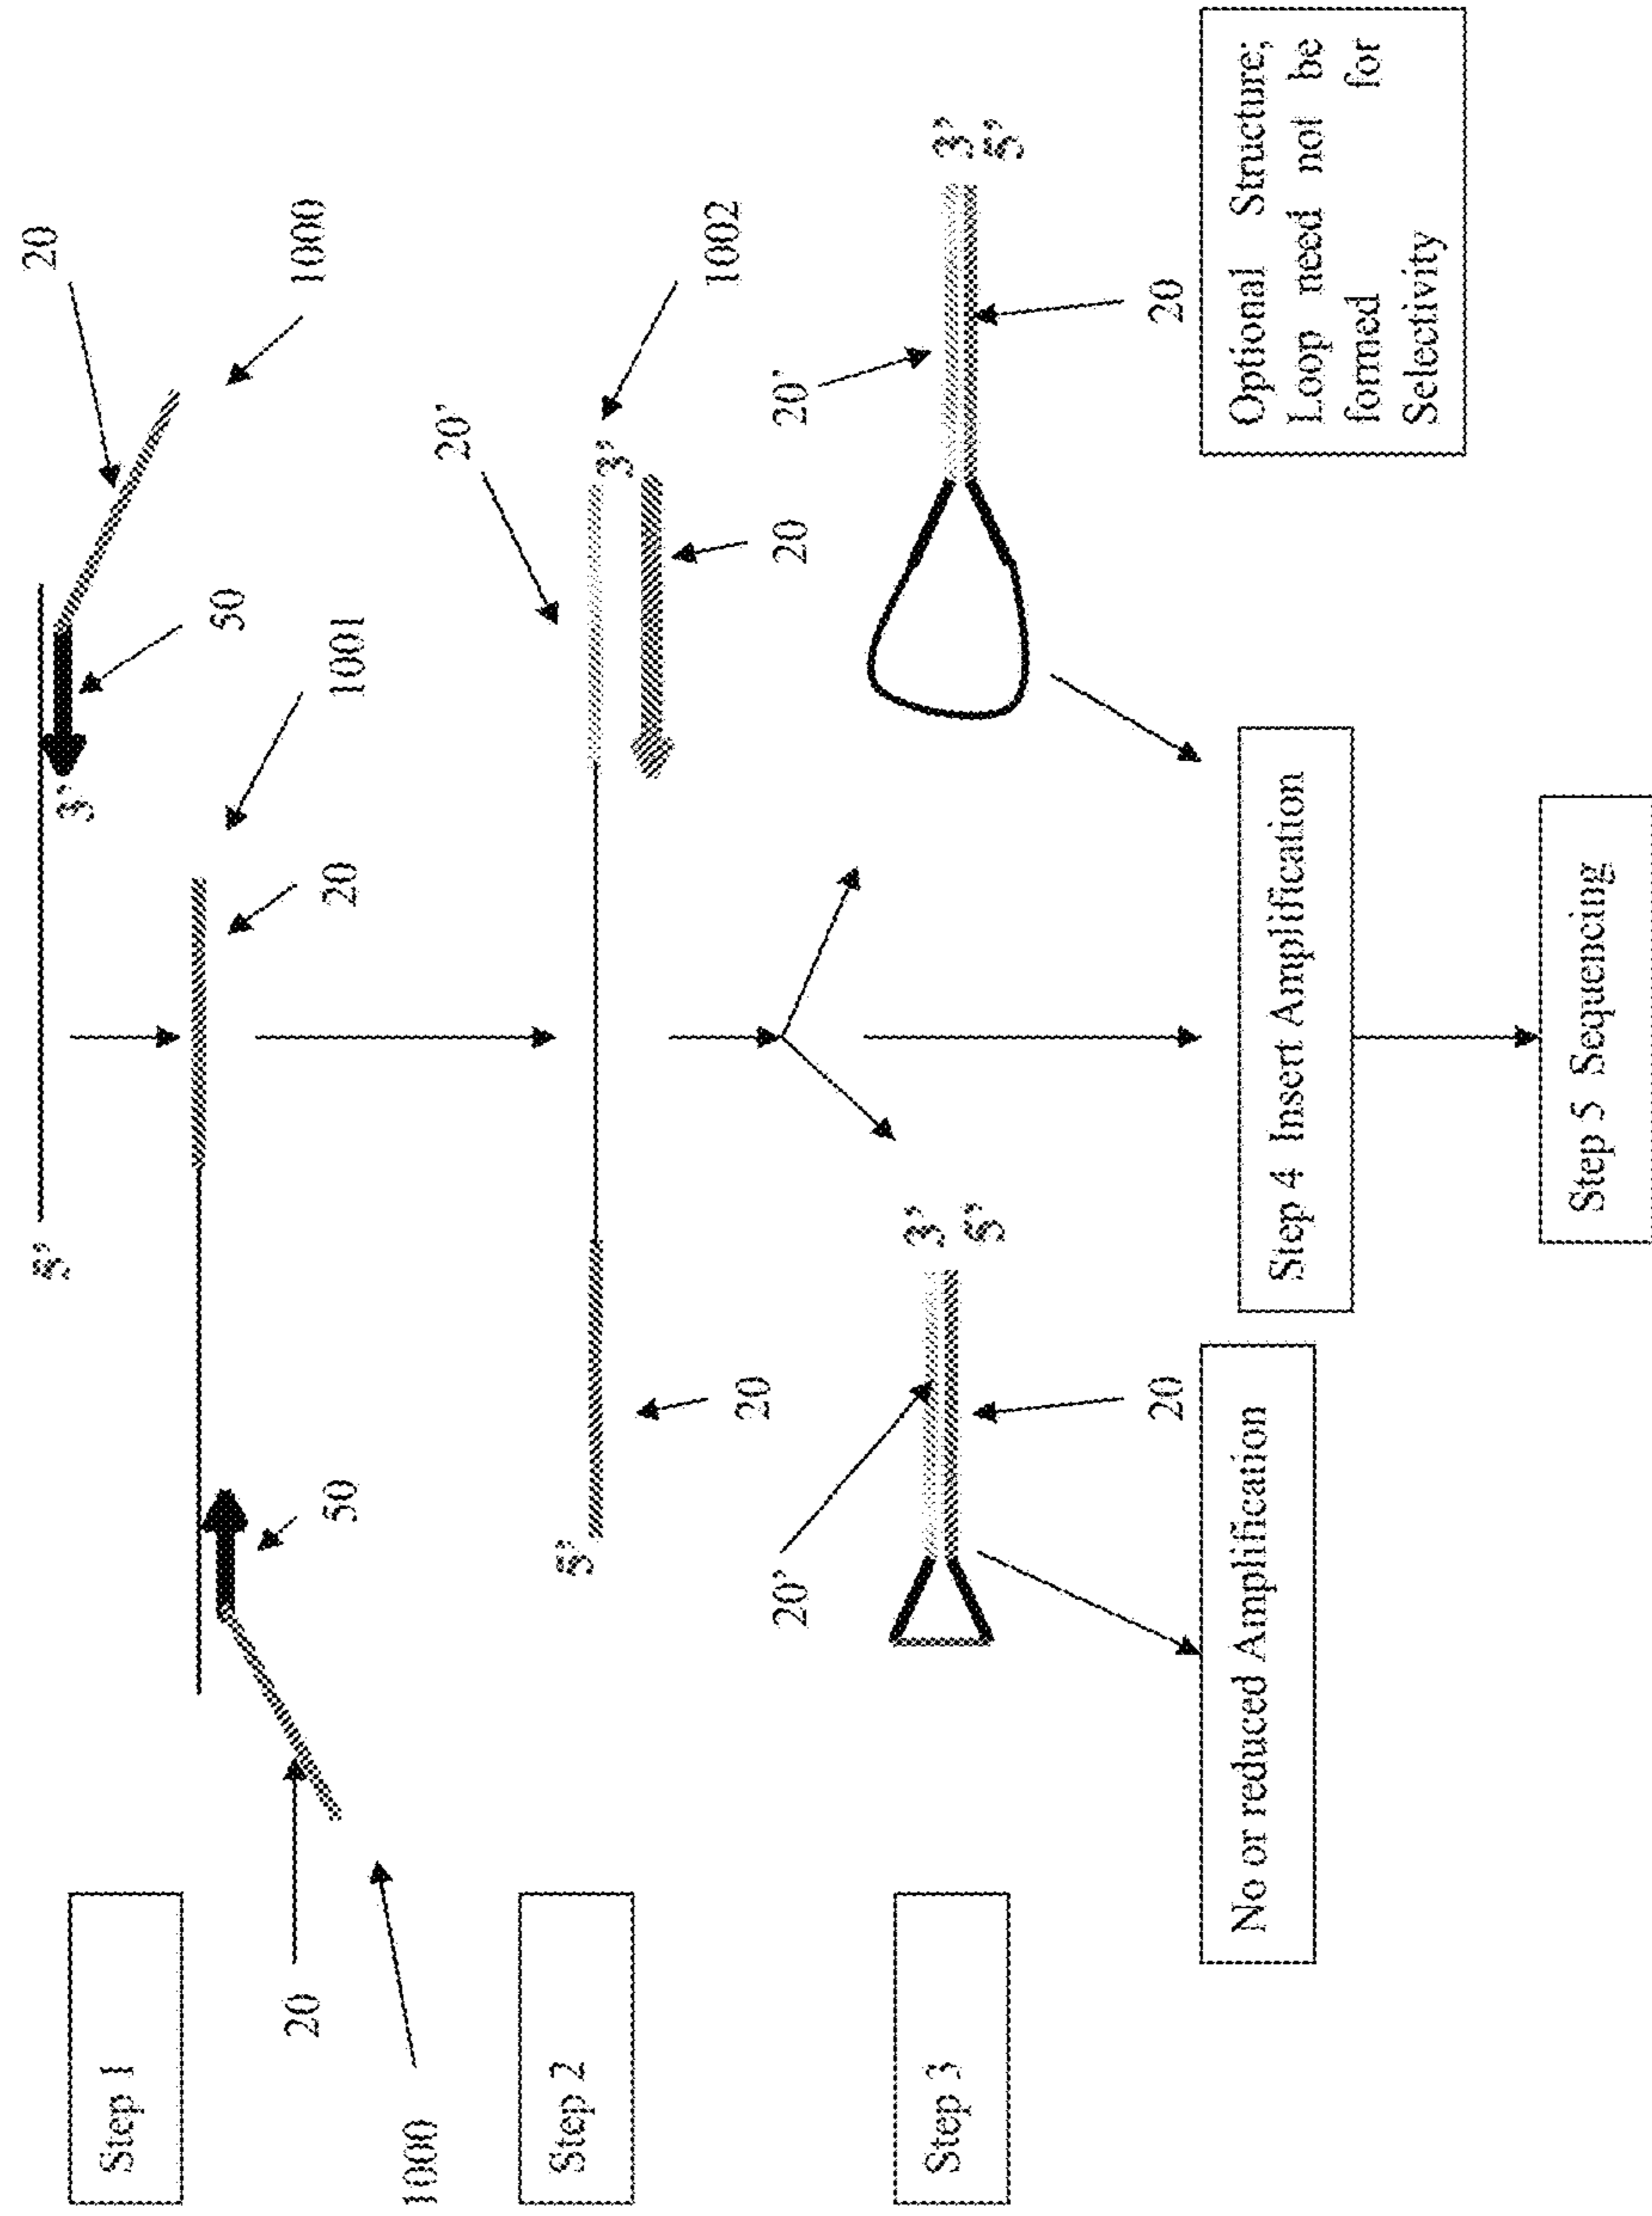 Step 1
5'
3'
50
20
1000
20
1000
50
20
1001
Step 2
5'
20
20'
3'
1002
20
Step 3
20'
3'
5'
20
20'
3'
5'
20
No or reduced Amplification
Step 4 Insert Amplification
Optional Structure;
Loop need not be
formed for
Selectivity
Step 5 Sequencing